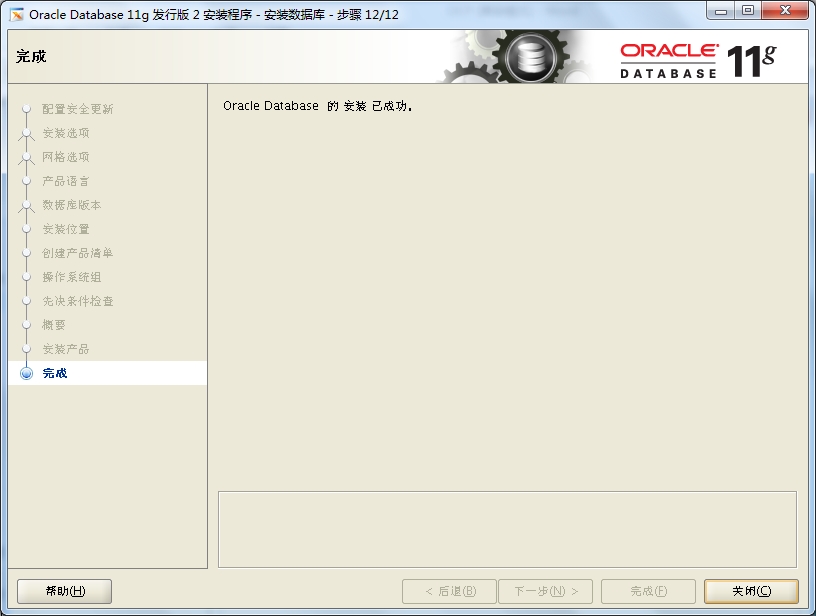 Oracle Database 11g 发行版 2 安装程序 - 安装数据库 - 步骤 12/12
完成
ORACLE
DATABASE
11g
配置安全更新
安装选项
网格选项
产品语言
数据库版本
安装位置
创建产品清单
操作系统组
先决条件检查
概要
安装产品
完成
Oracle Database 的 安装 已成功。
帮助(H)
< 后退(B)
下一步(N) >
完成(F)
关闭(C)